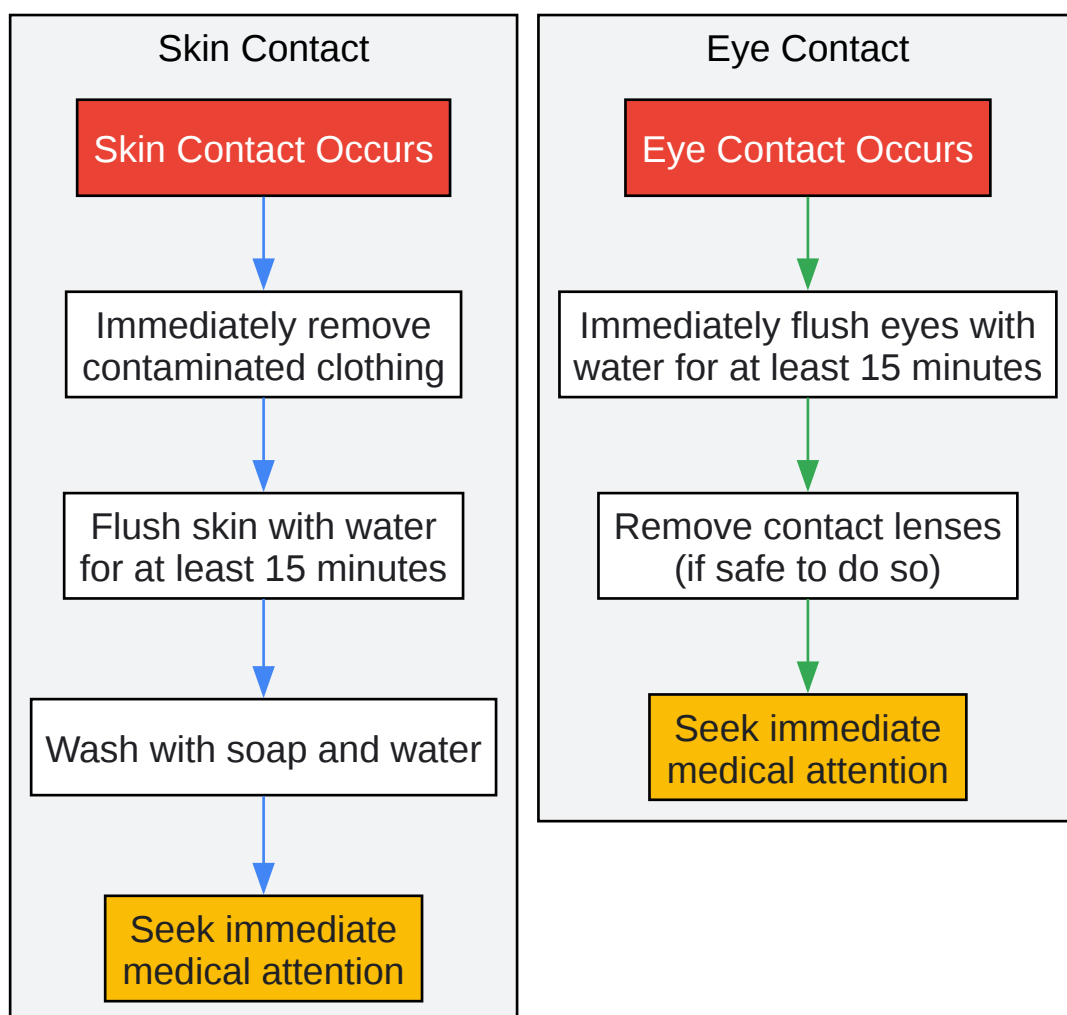 Skin Contact
Skin Contact Occurs
Immediately remove
contaminated clothing
Flush skin with water
for at least 15 minutes
Wash with soap and water
Seek immediate
medical attention
Eye Contact
Eye Contact Occurs
Immediately flush eyes with
water for at least 15 minutes
Remove contact lenses
(if safe to do so)
Seek immediate
medical attention